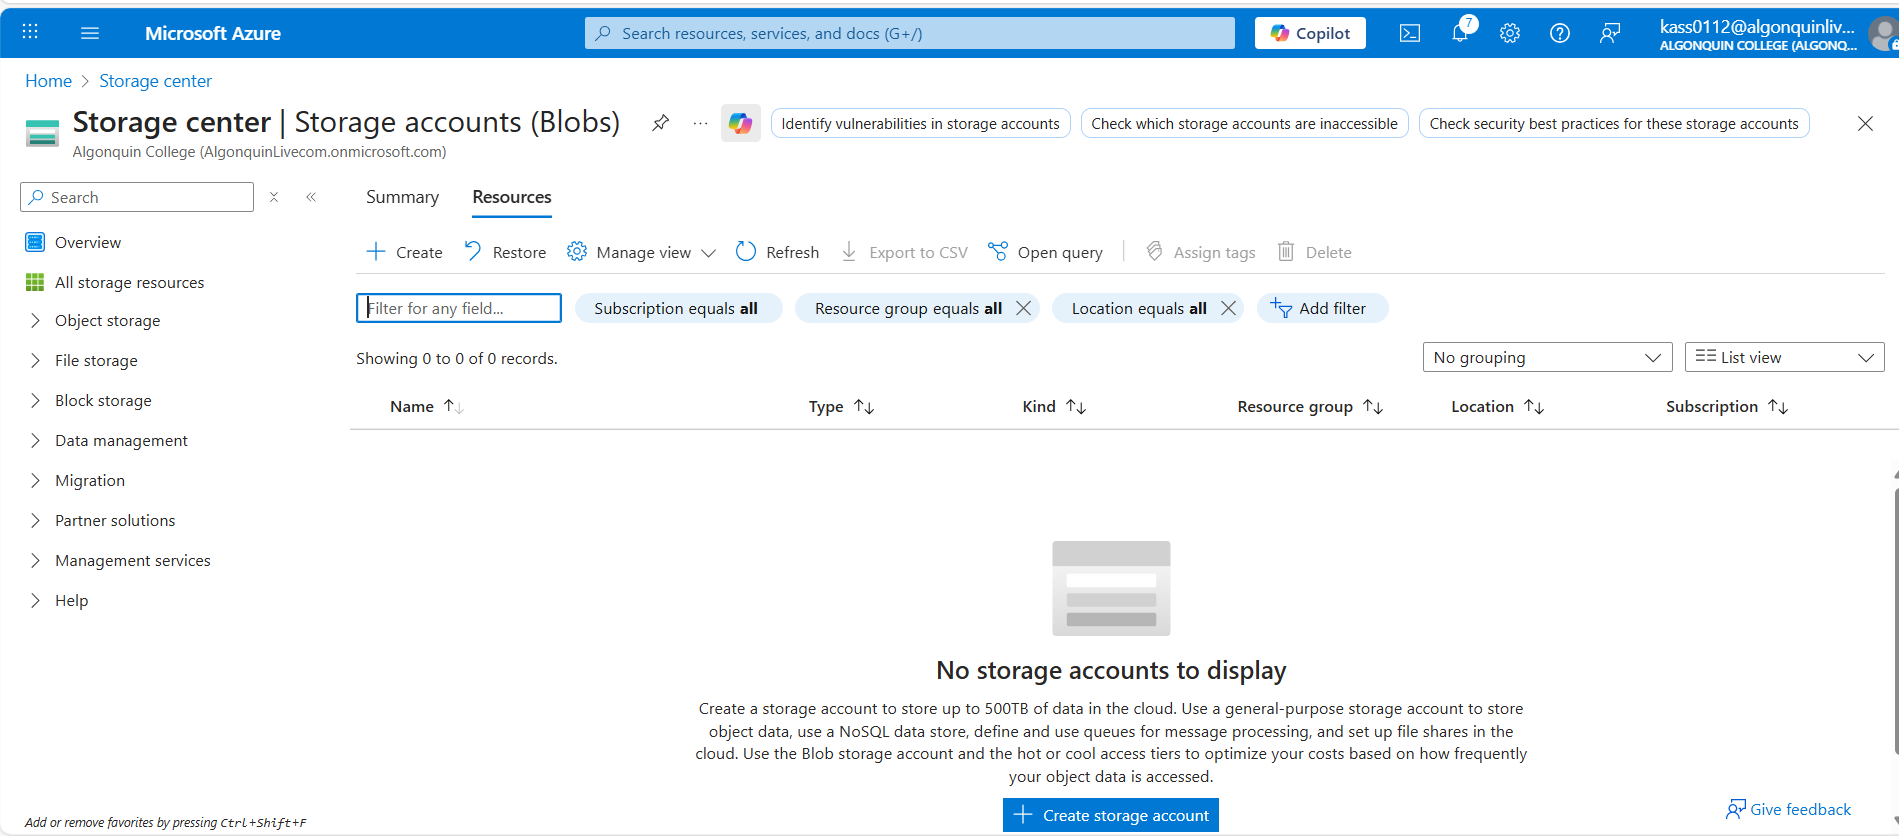 Microsoft Azure
Search resources, services, and docs (G+/)
Copilot
7
kass0112@algonquinliv...
ALGONQUIN COLLEGE (ALGONQ...
Home > Storage center
Storage center | Storage accounts (Blobs)
...
Identify vulnerabilities in storage accounts
Check which storage accounts are inaccessible
Check security best practices for these storage accounts
Algonquin College (AlgonquinLivecom.onmicrosoft.com)
Search
Overview
All storage resources
Object storage
File storage
Block storage
Data management
Migration
Partner solutions
Management services
Help
Add or remove favorites by pressing Ctrl+Shift+F
Summary
Resources
Create
Restore
Manage view
Refresh
Export to CSV
Open query
Assign tags
Delete
Filter for any field...
Subscription equals all
Resource group equals all
Location equals all
Add filter
Showing 0 to 0 of 0 records.
No grouping
List view
Name
Type
Kind
Resource group
Location
Subscription
No storage accounts to display
Create a storage account to store up to 500TB of data in the cloud. Use a general-purpose storage account to store
object data, use a NoSQL data store, define and use queues for message processing, and set up file shares in the
cloud. Use the Blob storage account and the hot or cool access tiers to optimize your costs based on how frequently
your object data is accessed.
Create storage account
Give feedback